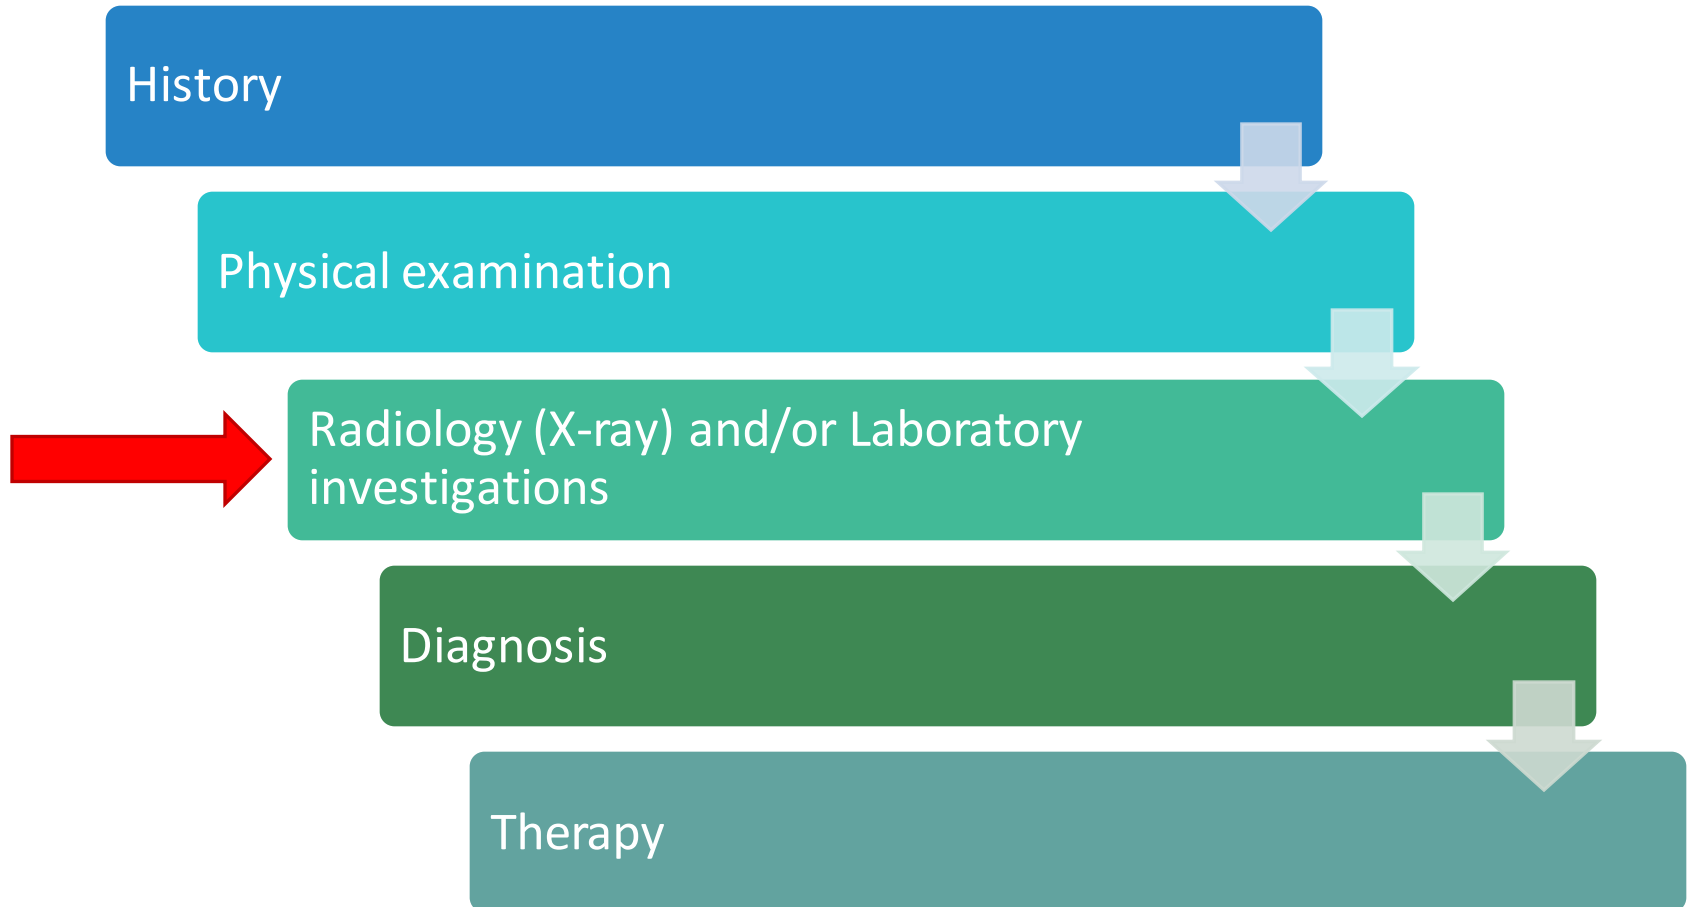 History
Physical examination
Radiology (X-ray) and/or Laboratory
investigations
Diagnosis
Therapy